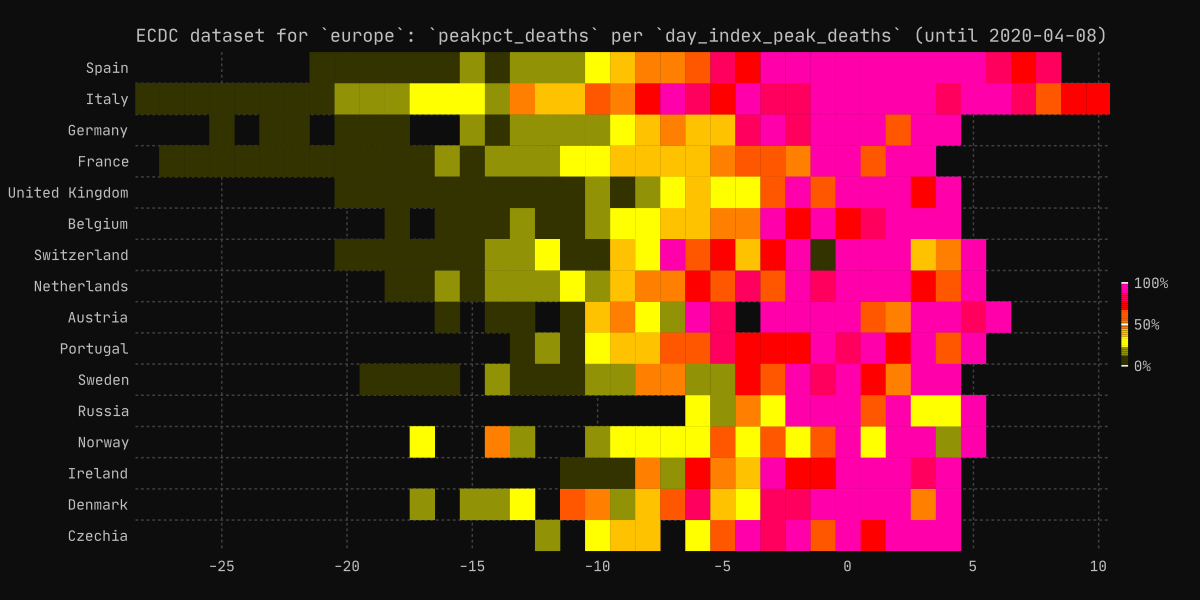 ECDC dataset for `europe`: `peakpct_deaths` per `day_index_peak_deaths` (until 2020-04-08)
Spain
Italy
Germany
France
United Kingdom
Belgium
Switzerland
Netherlands
Austria
Portugal
Sweden
Russia
Norway
Ireland
Denmark
Czechia
100%
50%
0%
-25 -20 -15 -10 -5 0 5 10